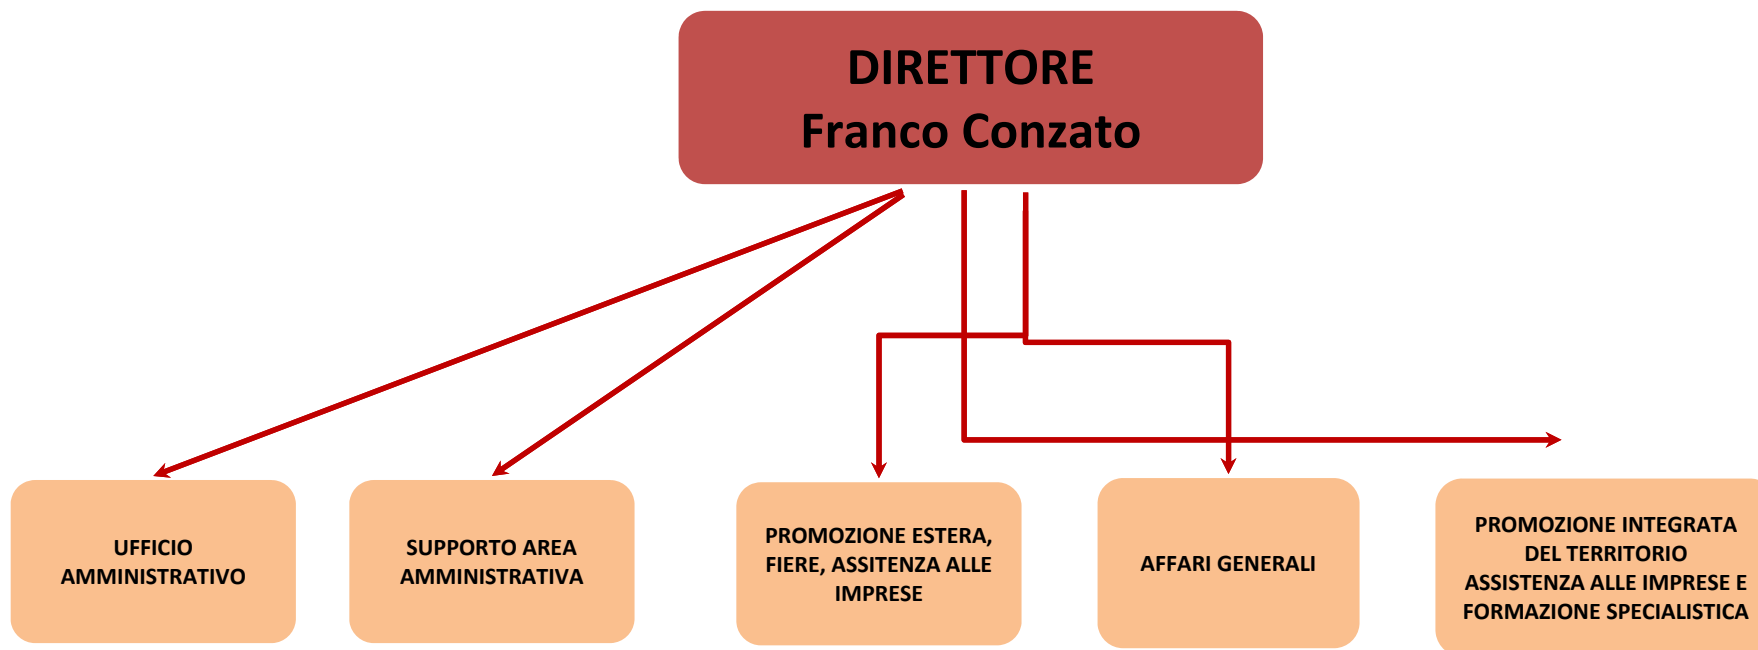 DIRETTORE
Franco Conzato
UFFICIO
AMMINISTRATIVO
SUPPORTO AREA
AMMINISTRATIVA
PROMOZIONE ESTERA,
FIERE, ASSITENZA ALLE
IMPRESE
AFFARI GENERALI
PROMOZIONE INTEGRATA
DEL TERRITORIO
ASSISTENZA ALLE IMPRESE E
FORMAZIONE SPECIALISTICA